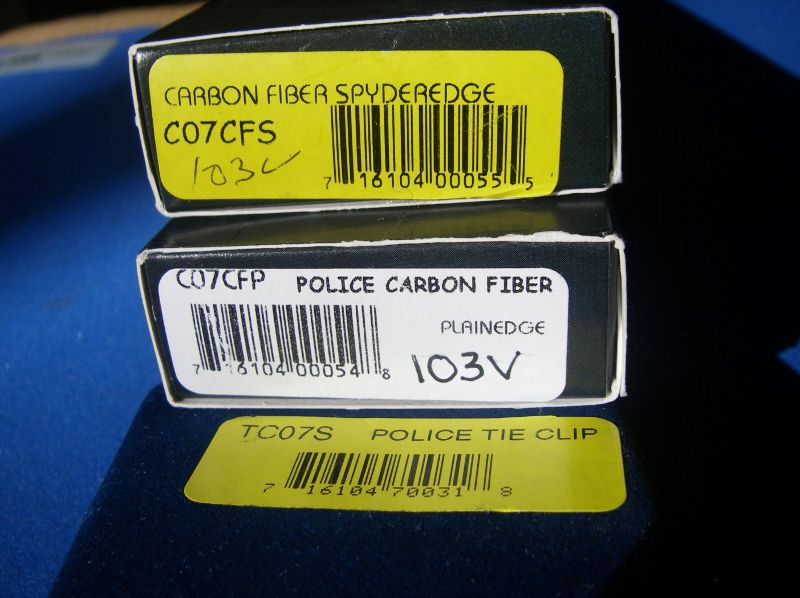 CARBON FIBER SPYDEREDGE
C07CFS
103V
7 16104 00055 5
C07CFP POLICE CARBON FIBER
PLAINEDGE
7 16104 00054 8
103V
TC07S POLICE TIE CLIP
7 16104 70031 8